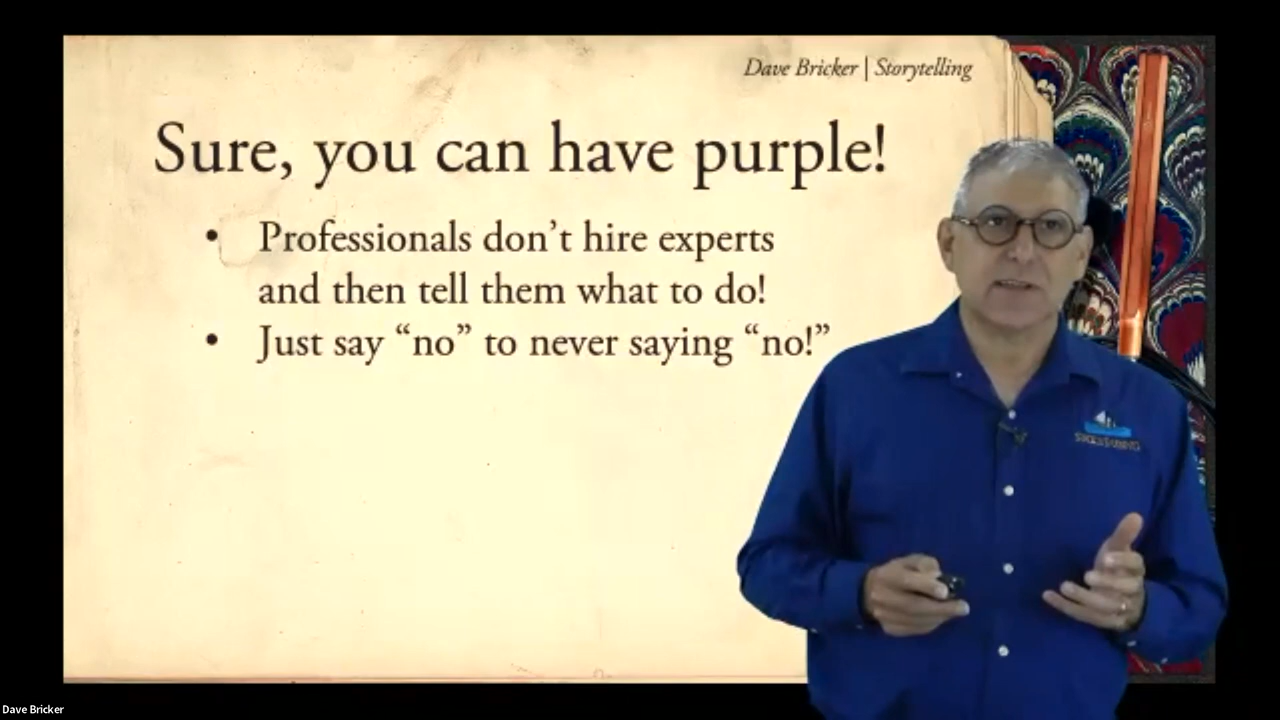 Dave Bricker | Storytelling
Sure, you can have purple!
• Professionals don’t hire experts
and then tell them what to do!
• Just say “no” to never saying “no!”
Dave Bricker